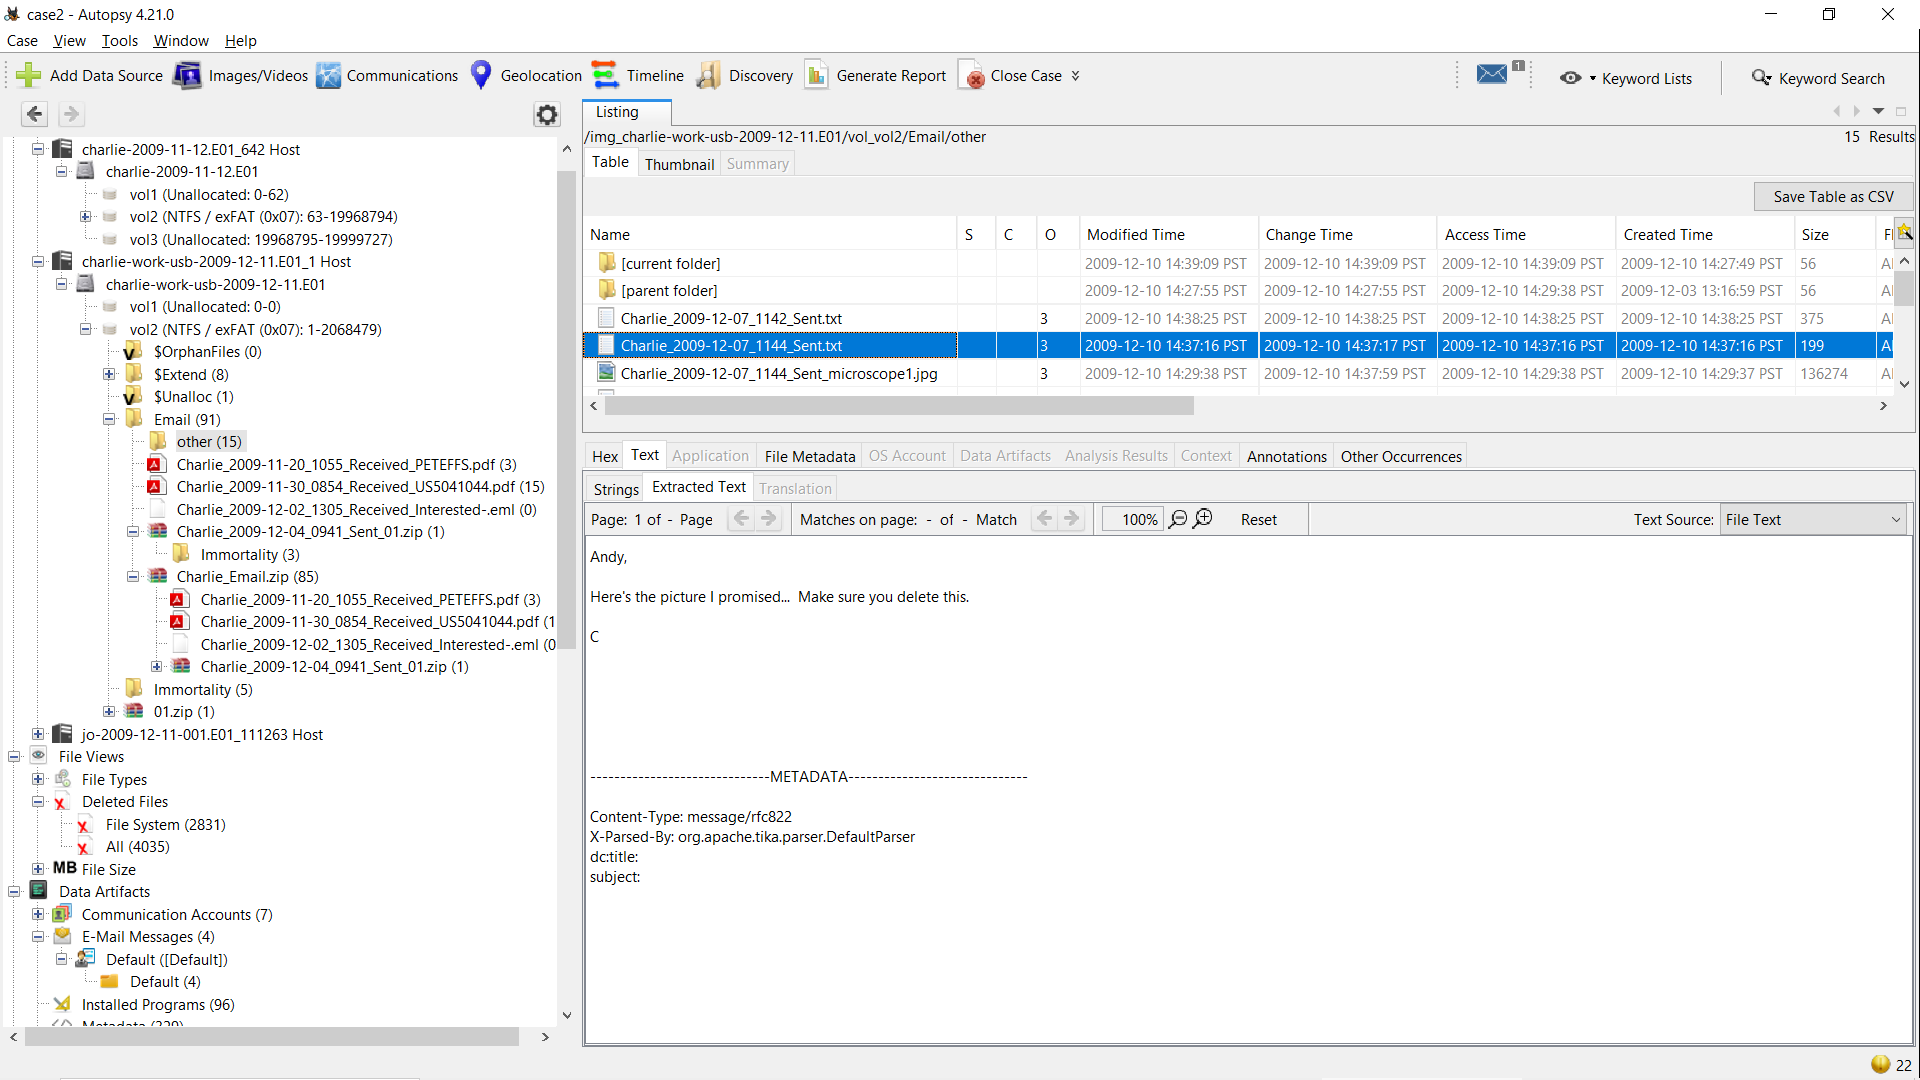 case2 - Autopsy 4.21.0
Case View Tools Window Help
Add Data Source Images/Videos Communications Geolocation Timeline Discovery Generate Report Close Case
1 Keyword Lists Keyword Search
charlie-2009-11-12.E01_642 Host
charlie-2009-11-12.E01
vol1 (Unallocated: 0-62)
vol2 (NTFS / exFAT (0x07): 63-19968794)
vol3 (Unallocated: 19968795-19999727)
charlie-work-usb-2009-12-11.E01_1 Host
charlie-work-usb-2009-12-11.E01
vol1 (Unallocated: 0-0)
vol2 (NTFS / exFAT (0x07): 1-2068479)
$OrphanFiles (0)
$Extend (8)
$Unalloc (1)
Email (91)
other (15)
Charlie_2009-11-20_1055_Received_PETEFFS.pdf (3)
Charlie_2009-11-30_0854_Received_US5041044.pdf (15)
Charlie_2009-12-02_1305_Received_Interested-.eml (0)
Charlie_2009-12-04_0941_Sent_01.zip (1)
Immortality (3)
Charlie_Email.zip (85)
Charlie_2009-11-20_1055_Received_PETEFFS.pdf (3)
Charlie_2009-11-30_0854_Received_US5041044.pdf (1
Charlie_2009-12-02_1305_Received_Interested-.eml (0
Charlie_2009-12-04_0941_Sent_01.zip (1)
Immortality (5)
01.zip (1)
jo-2009-12-11-001.E01_111263 Host
File Views
File Types
Deleted Files
File System (2831)
All (4035)
MB File Size
Data Artifacts
Communication Accounts (7)
E-Mail Messages (4)
Default ([Default])
Default (4)
Installed Programs (96)
Listing
/img_charlie-work-usb-2009-12-11.E01/vol_vol2/Email/other 15 Results
Table Thumbnail Summary
Save Table as CSV
Name S C O Modified Time Change Time Access Time Created Time Size Fl
[current folder] 2009-12-10 14:39:09 PST 2009-12-10 14:39:09 PST 2009-12-10 14:39:09 PST 2009-12-10 14:27:49 PST 56 Al
[parent folder] 2009-12-10 14:27:55 PST 2009-12-10 14:27:55 PST 2009-12-10 14:29:38 PST 2009-12-03 13:16:59 PST 56 Al
Charlie_2009-12-07_1142_Sent.txt 3 2009-12-10 14:38:25 PST 2009-12-10 14:38:25 PST 2009-12-10 14:38:25 PST 2009-12-10 14:38:25 PST 375 Al
Charlie_2009-12-07_1144_Sent.txt 3 2009-12-10 14:37:16 PST 2009-12-10 14:37:17 PST 2009-12-10 14:37:16 PST 2009-12-10 14:37:16 PST 199 Al
Charlie_2009-12-07_1144_Sent_microscope1.jpg 3 2009-12-10 14:29:38 PST 2009-12-10 14:37:59 PST 2009-12-10 14:29:38 PST 2009-12-10 14:29:37 PST 136274 Al
Hex Text Application File Metadata OS Account Data Artifacts Analysis Results Context Annotations Other Occurrences
Strings Extracted Text Translation
Page: 1 of - Page Matches on page: - of - Match 100% Reset Text Source: File Text
Andy,
Here's the picture I promised... Make sure you delete this.
C
------------------------------METADATA------------------------------
Content-Type: message/rfc822
X-Parsed-By: org.apache.tika.parser.DefaultParser
dc:title:
subject:
22